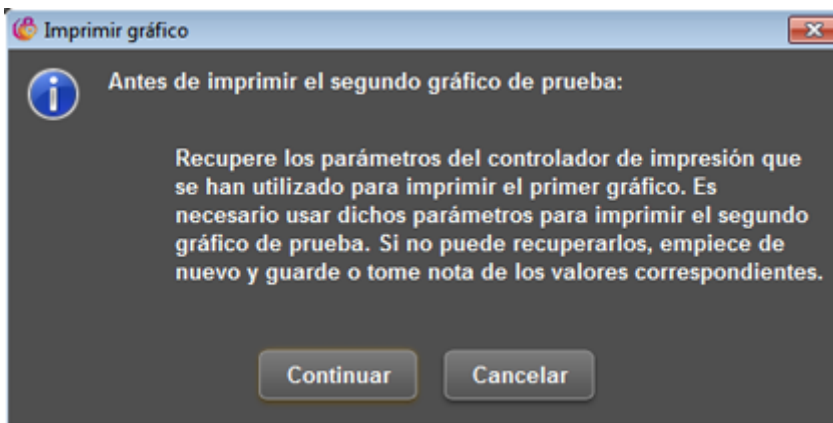 Imprimir gráfico
Antes de imprimir el segundo gráfico de prueba:
Recupere los parámetros del controlador de impresión que
se han utilizado para imprimir el primer gráfico. Es
necesario usar dichos parámetros para imprimir el segundo
gráfico de prueba. Si no puede recuperarlos, empiece de
nuevo y guarde o tome nota de los valores correspondientes.
Continuar
Cancelar